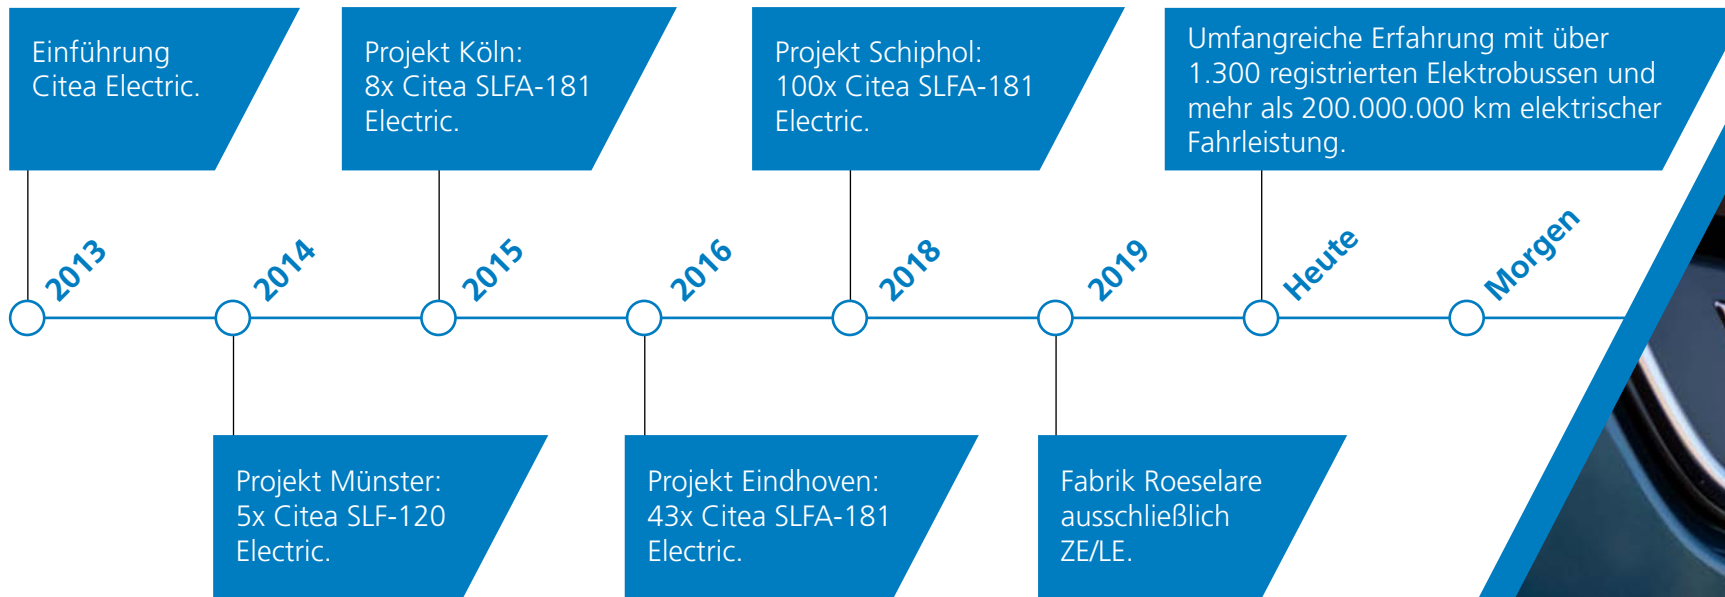 Einführung
Citea Electric.
Projekt Köln:
8x Citea SLFA-181
Electric.
Projekt Schiphol:
100x Citea SLFA-181
Electric.
Umfangreiche Erfahrung mit über
1.300 registrierten Elektrobussen und
mehr als 200.000.000 km elektrischer
Fahrleistung.
2013
2014
2015
2016
2018
2019
Heute
Morgen
Projekt Münster:
5x Citea SLF-120
Electric.
Projekt Eindhoven:
43x Citea SLFA-181
Electric.
Fabrik Roeselare
ausschließlich
ZE/LE.